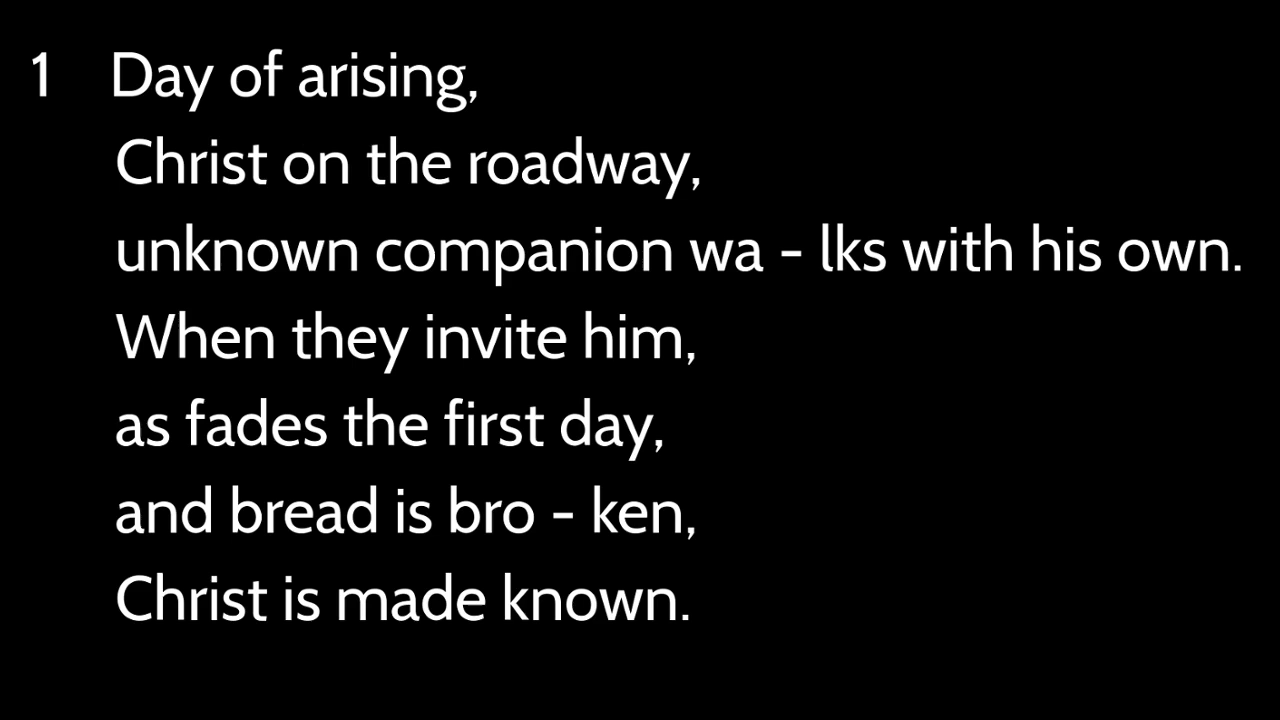 1 Day of arising,
Christ on the roadway,
unknown companion wa - lks with his own.
When they invite him,
as fades the first day,
and bread is bro - ken,
Christ is made known.